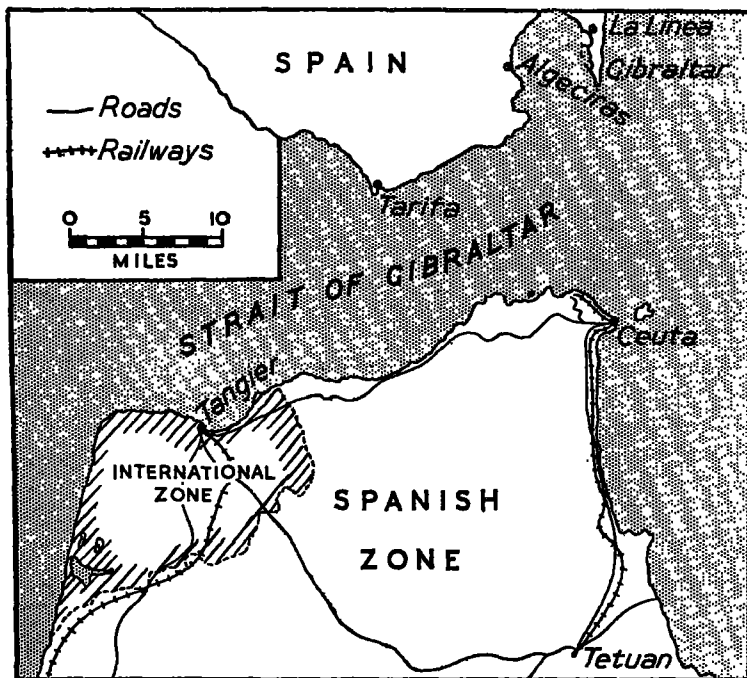 SPAIN
La Linea
Gibraltar
Algeciras
Roads
Railways
0 5 10
MILES
Tarifa
STRAIT OF GIBRALTAR
Ceuta
Tangier
INTERNATIONAL
ZONE
SPANISH
ZONE
Tetuan